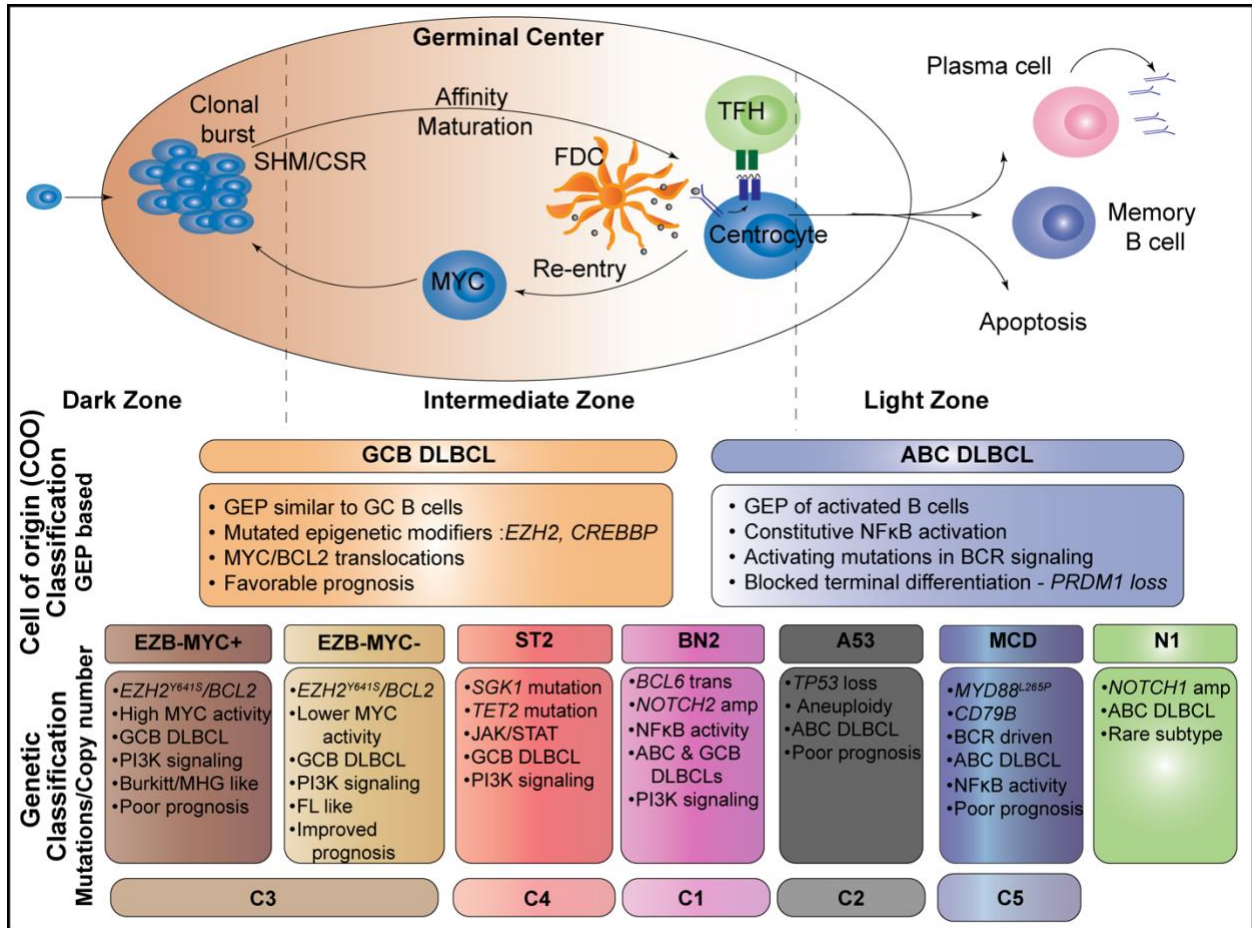 Germinal Center
Clonal
burst
SHM/CSR
Affinity
Maturation
FDC
TFH
Centrocyte
Re-entry
MYC
Plasma cell
Memory
B cell
Apoptosis
Dark Zone
Intermediate Zone
Light Zone
Cell of origin (COO)
Classification
GEP based
GCB DLBCL
• GEP similar to GC B cells
• Mutated epigenetic modifiers :EZH2, CREBBP
• MYC/BCL2 translocations
• Favorable prognosis
ABC DLBCL
• GEP of activated B cells
• Constitutive NFκB activation
• Activating mutations in BCR signaling
• Blocked terminal differentiation - PRDM1 loss
Genetic
Classification
Mutations/Copy number
EZB-MYC+
•EZH2Y641S/BCL2
•High MYC activity
•GCB DLBCL
•PI3K signaling
•Burkitt/MHG like
•Poor prognosis
EZB-MYC-
•EZH2Y641S/BCL2
•Lower MYC
activity
•GCB DLBCL
•PI3K signaling
•FL like
•Improved
prognosis
ST2
•SGK1 mutation
•TET2 mutation
•JAK/STAT
•GCB DLBCL
•PI3K signaling
BN2
•BCL6 trans
•NOTCH2 amp
•NFκB activity
•ABC & GCB
DLBCLs
•PI3K signaling
A53
•TP53 loss
•Aneuploidy
•ABC DLBCL
•Poor prognosis
MCD
•MYD88L265P
•CD79B
•BCR driven
•ABC DLBCL
•NFκB activity
•Poor prognosis
N1
•NOTCH1 amp
•ABC DLBCL
•Rare subtype
C3
C4
C1
C2
C5